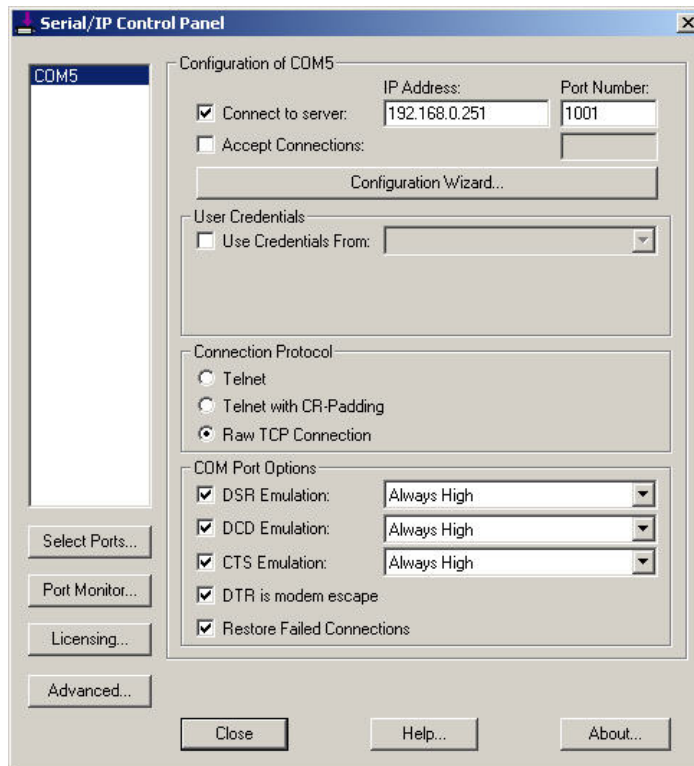 Serial/IP Control Panel
COM5
Configuration of COM5
IP Address: Port Number:
Connect to server: 192.168.0.251 1001
Accept Connections:
Configuration Wizard...
User Credentials
Use Credentials From:
Connection Protocol
Telnet
Telnet with CR-Padding
Raw TCP Connection
COM Port Options
DSR Emulation: Always High
DCD Emulation: Always High
CTS Emulation: Always High
DTR is modem escape
Restore Failed Connections
Select Ports...
Port Monitor...
Licensing...
Advanced...
Close Help... About...